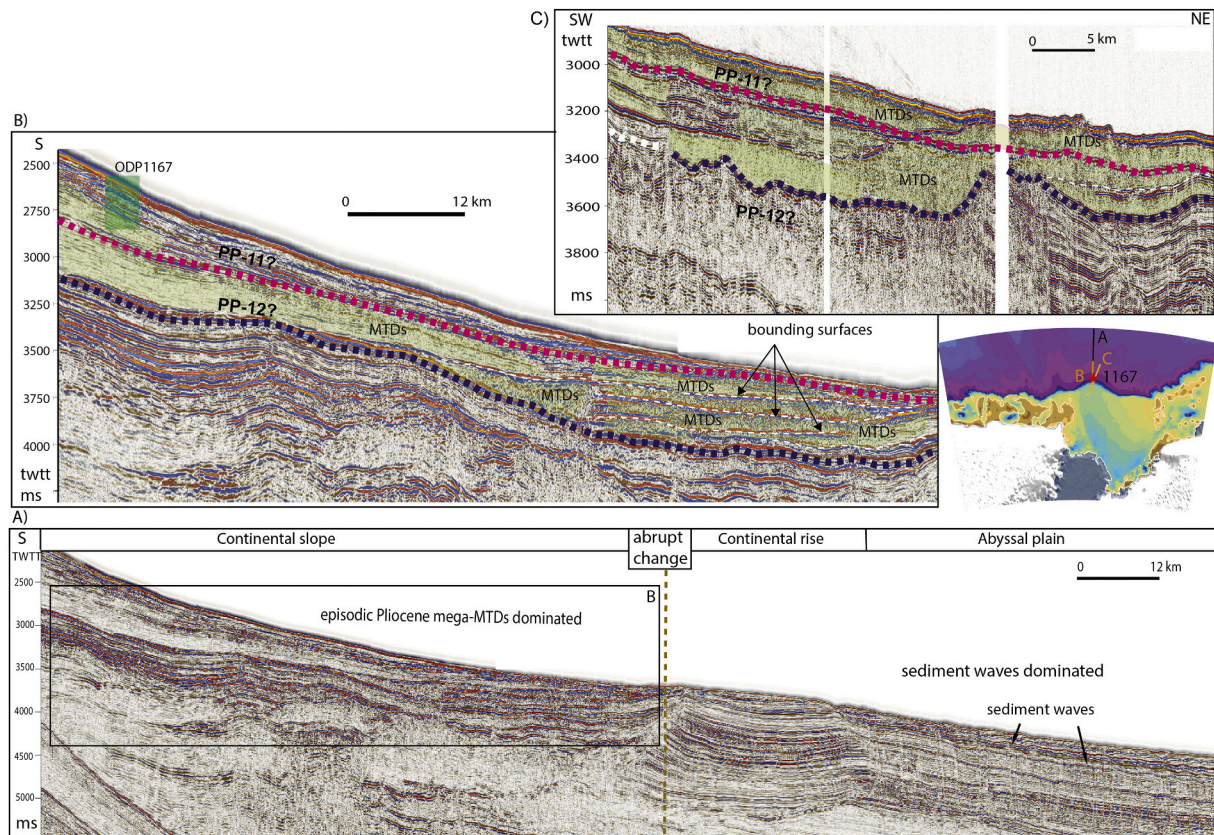 C)
SW
NE
twtt
0 5 km
3000
3200
3400
3600
3800
ms
PP-11?
MTDs
MTDs
MTDs
PP-12?
B)
S
2500
2750
3000
3250
3500
3750
4000
twtt
ms
ODP1167
0 12 km
PP-11?
PP-12?
MTDs
bounding surfaces
MTDs
MTDs
MTDs
MTDs
A
C
B
1167
A)
S
Continental slope
abrupt
change
Continental rise
Abyssal plain
TWTT
0 12 km
2500
3000
3500
4000
4500
5000
ms
B
episodic Pliocene mega-MTDs dominated
sediment waves dominated
sediment waves